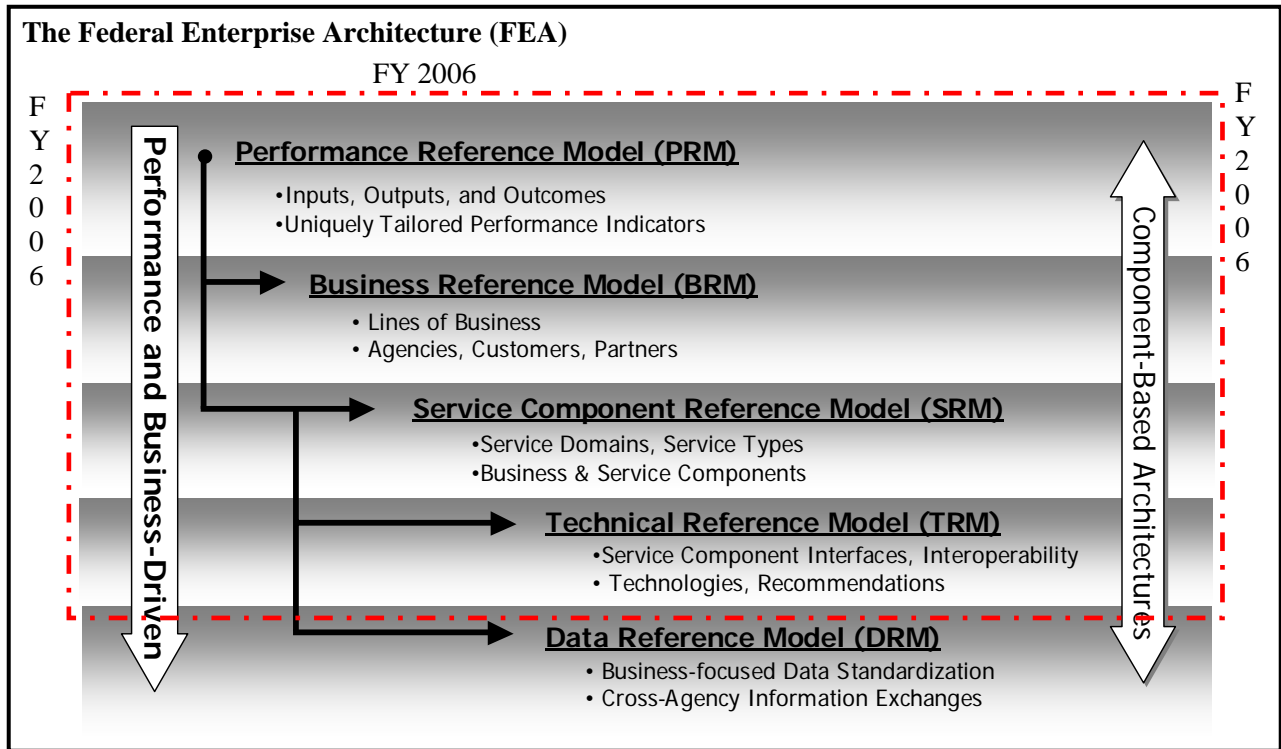 The Federal Enterprise Architecture (FEA)
FY 2006
F
Y
2
0
0
6
F
Y
2
0
0
6
Performance and Business-Driven
Component-Based Architectures
Performance Reference Model (PRM)
•Inputs, Outputs, and Outcomes
•Uniquely Tailored Performance Indicators
Business Reference Model (BRM)
• Lines of Business
• Agencies, Customers, Partners
Service Component Reference Model (SRM)
•Service Domains, Service Types
•Business & Service Components
Technical Reference Model (TRM)
•Service Component Interfaces, Interoperability
• Technologies, Recommendations
Data Reference Model (DRM)
• Business-focused Data Standardization
• Cross-Agency Information Exchanges